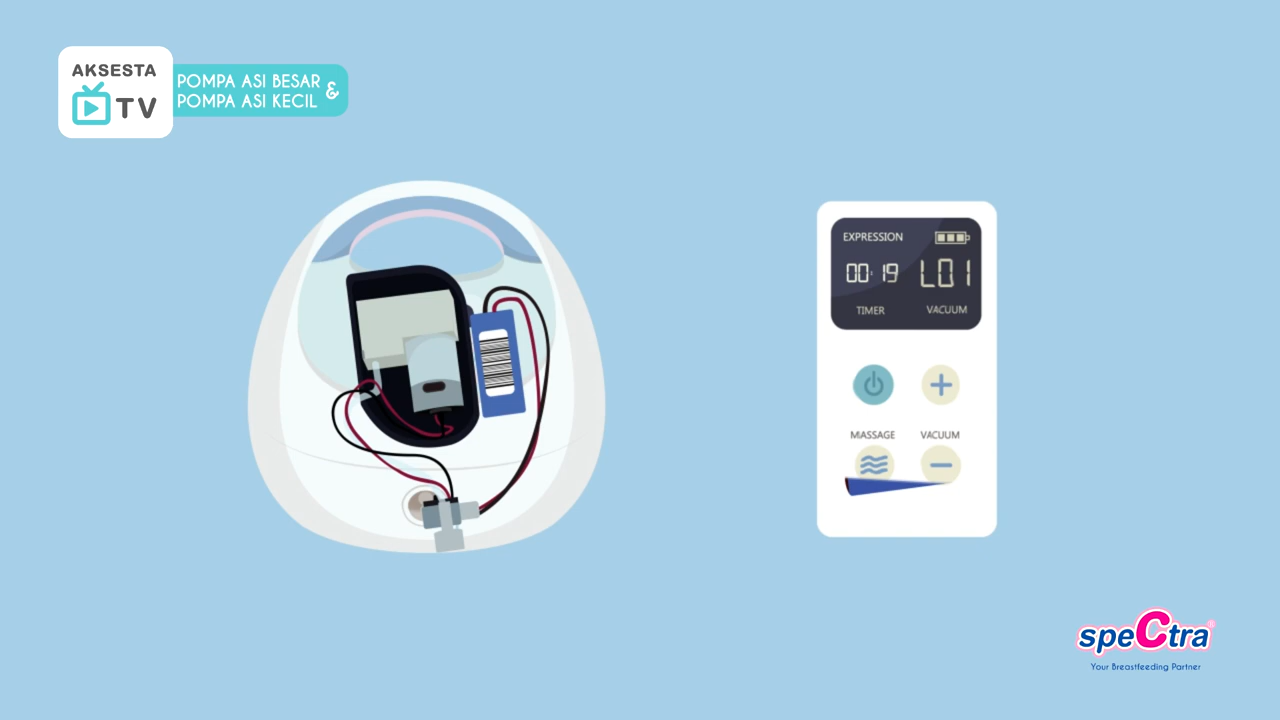 AKSESTA
TV
POMPA ASI BESAR &
POMPA ASI KECIL
EXPRESSION
00:19 L01
TIMER VACUUM
MASSAGE VACUUM
speCtra®
Your Breastfeeding Partner